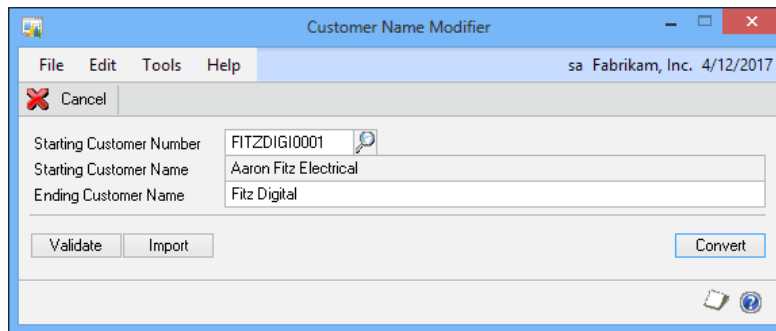 Customer Name Modifier
File Edit Tools Help sa Fabrikam, Inc. 4/12/2017
Cancel
Starting Customer Number FITZDIGI0001
Starting Customer Name Aaron Fitz Electrical
Ending Customer Name Fitz Digital
Validate Import Convert